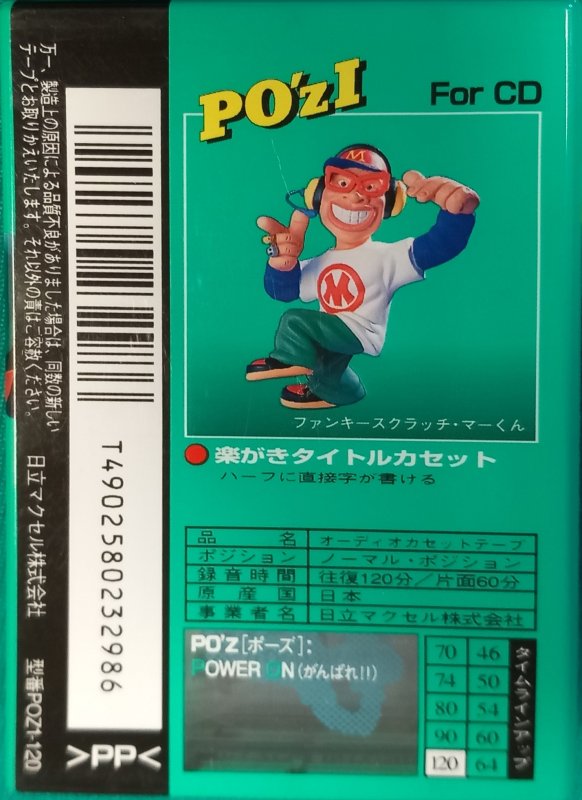 PO'zI
For CD
ファンキースクラッチ・マーくん
楽がきタイトルカセット
ハーフに直接字が書ける
品名 オーディオカセットテープ
ポジション ノーマル・ポジション
録音時間 往復120分／片面60分
原産国 日本
事業者名 日立マクセル株式会社
PO'z[ポーズ]:
POWER ON(がんばれ!!)
70 46
74 50
80 54
90 60
120 64
タイムラインアップ
万一、製造上の原因による品質不良がありました場合は、同数の新しい
テープとお取りかえいたします。それ以外の責はご容赦ください。
日立マクセル株式会社
型番POZ1-120
T4902580232986
>PP<
M
M